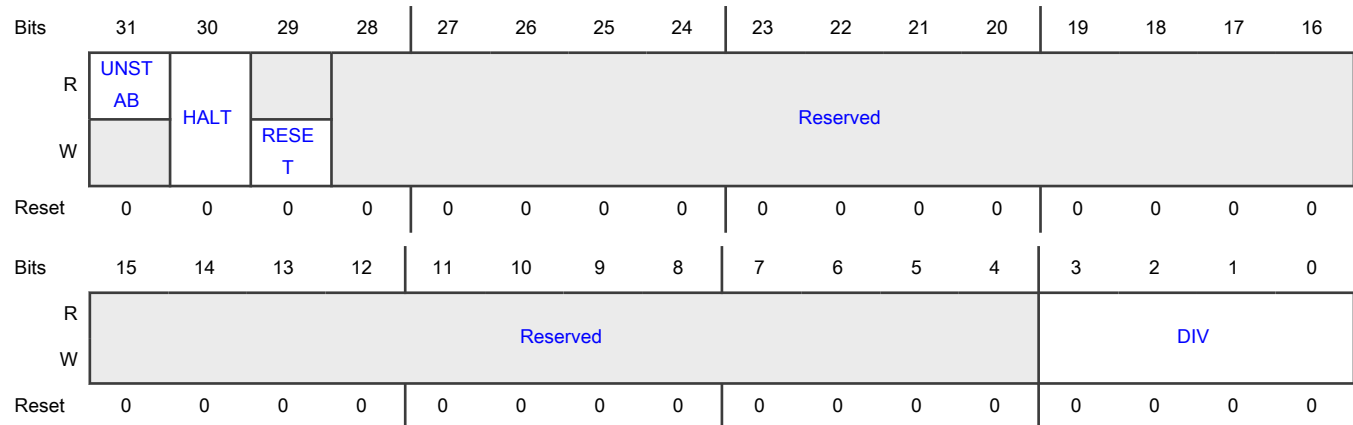 Bits 31 30 29 28 27 26 25 24 23 22 21 20 19 18 17 16
R UNST
AB
HALT
Reserved
W RESE
T
Reset 0 0 0 0 0 0 0 0 0 0 0 0 0 0 0 0
Bits 15 14 13 12 11 10 9 8 7 6 5 4 3 2 1 0
R
Reserved DIV
W
Reset 0 0 0 0 0 0 0 0 0 0 0 0 0 0 0 0